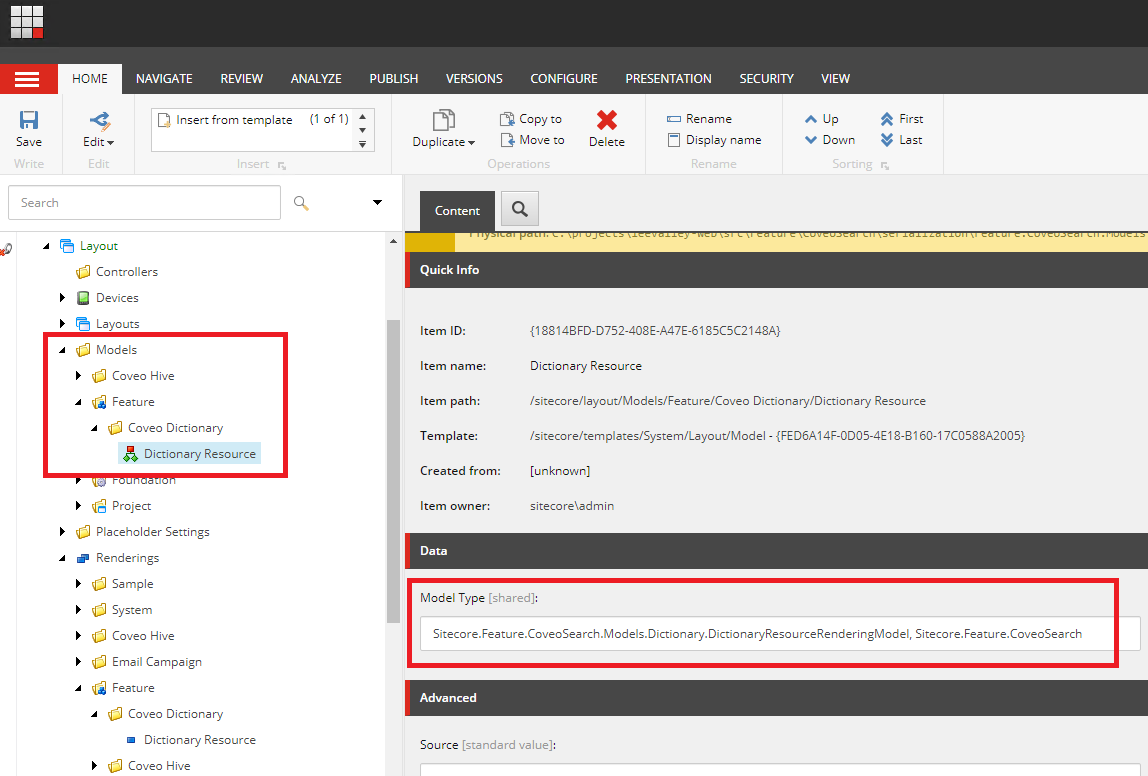 HOME NAVIGATE REVIEW ANALYZE PUBLISH VERSIONS CONFIGURE PRESENTATION SECURITY VIEW
Save
Write
Edit
Edit
Insert from template (1 of 1)
Insert
Duplicate
Copy to
Move to
Delete
Operations
Rename
Display name
Rename
Up
Down
First
Last
Sorting
Search
Layout
Controllers
Devices
Layouts
Models
Coveo Hive
Feature
Coveo Dictionary
Dictionary Resource
Foundation
Project
Placeholder Settings
Renderings
Sample
System
Coveo Hive
Email Campaign
Feature
Coveo Dictionary
Dictionary Resource
Coveo Hive
Content
Physical path: C:\projects\leevalley-web\src\Feature\CoveoSearch\serialization\Feature.CoveoSearch.Models
Quick Info
Item ID: {18814BFD-D752-408E-A47E-6185C5C2148A}
Item name: Dictionary Resource
Item path: /sitecore/layout/Models/Feature/Coveo Dictionary/Dictionary Resource
Template: /sitecore/templates/System/Layout/Model - {FED6A14F-0D05-4E18-B160-17C0588A2005}
Created from: [unknown]
Item owner: sitecore\admin
Data
Model Type [shared]:
Sitecore.Feature.CoveoSearch.Models.Dictionary.DictionaryResourceRenderingModel, Sitecore.Feature.CoveoSearch
Advanced
Source [standard value]: